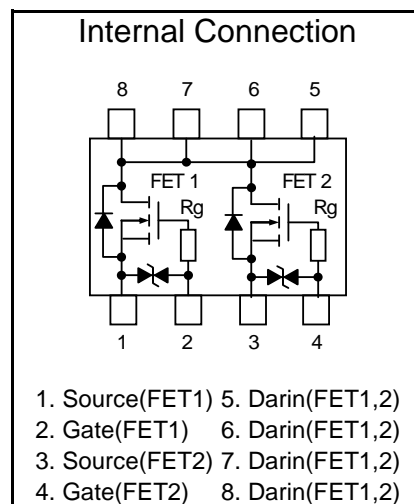 Internal Connection
8 7 6 5
FET 1 FET 2
Rg Rg
1 2 3 4
1. Source(FET1) 5. Darin(FET1,2)
2. Gate(FET1) 6. Darin(FET1,2)
3. Source(FET2) 7. Darin(FET1,2)
4. Gate(FET2) 8. Darin(FET1,2)